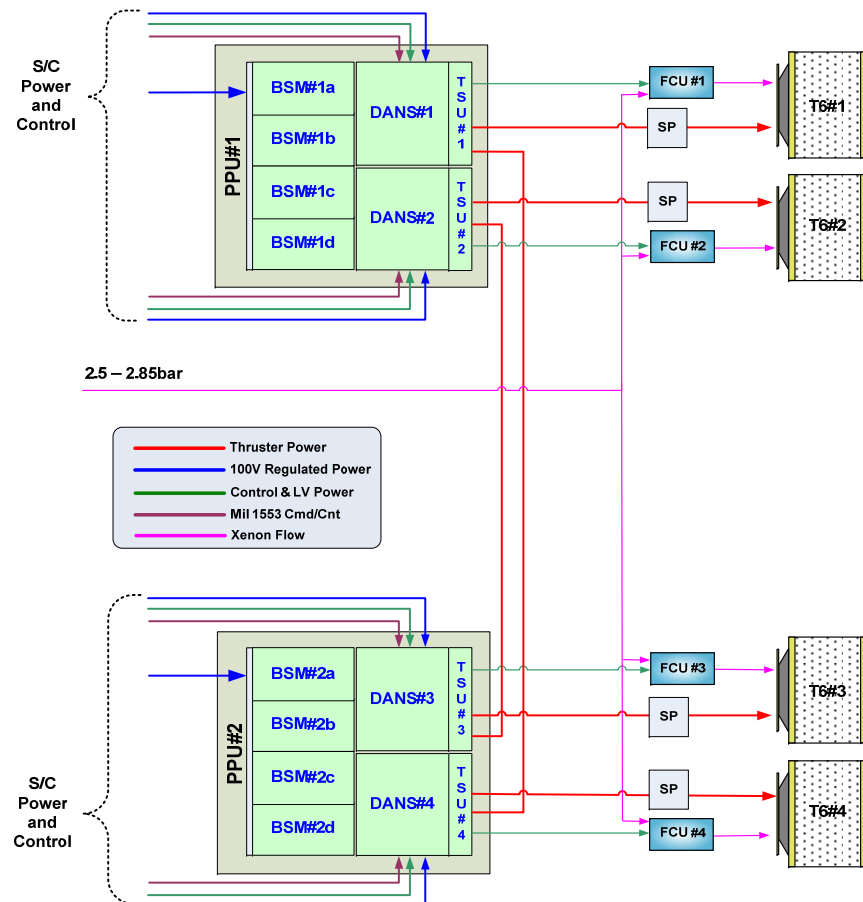 S/C
Power
and
Control
PPU#1
BSM#1a
BSM#1b
BSM#1c
BSM#1d
DANS#1
DANS#2
T
S
U
#
1
T
S
U
#
2
FCU #1
SP
T6#1
SP
FCU #2
T6#2
2.5 – 2.85bar
Thruster Power
100V Regulated Power
Control & LV Power
Mil 1553 Cmd/Cnt
Xenon Flow
S/C
Power
and
Control
PPU#2
BSM#2a
BSM#2b
BSM#2c
BSM#2d
DANS#3
DANS#4
T
S
U
#
3
T
S
U
#
4
FCU #3
SP
T6#3
SP
FCU #4
T6#4